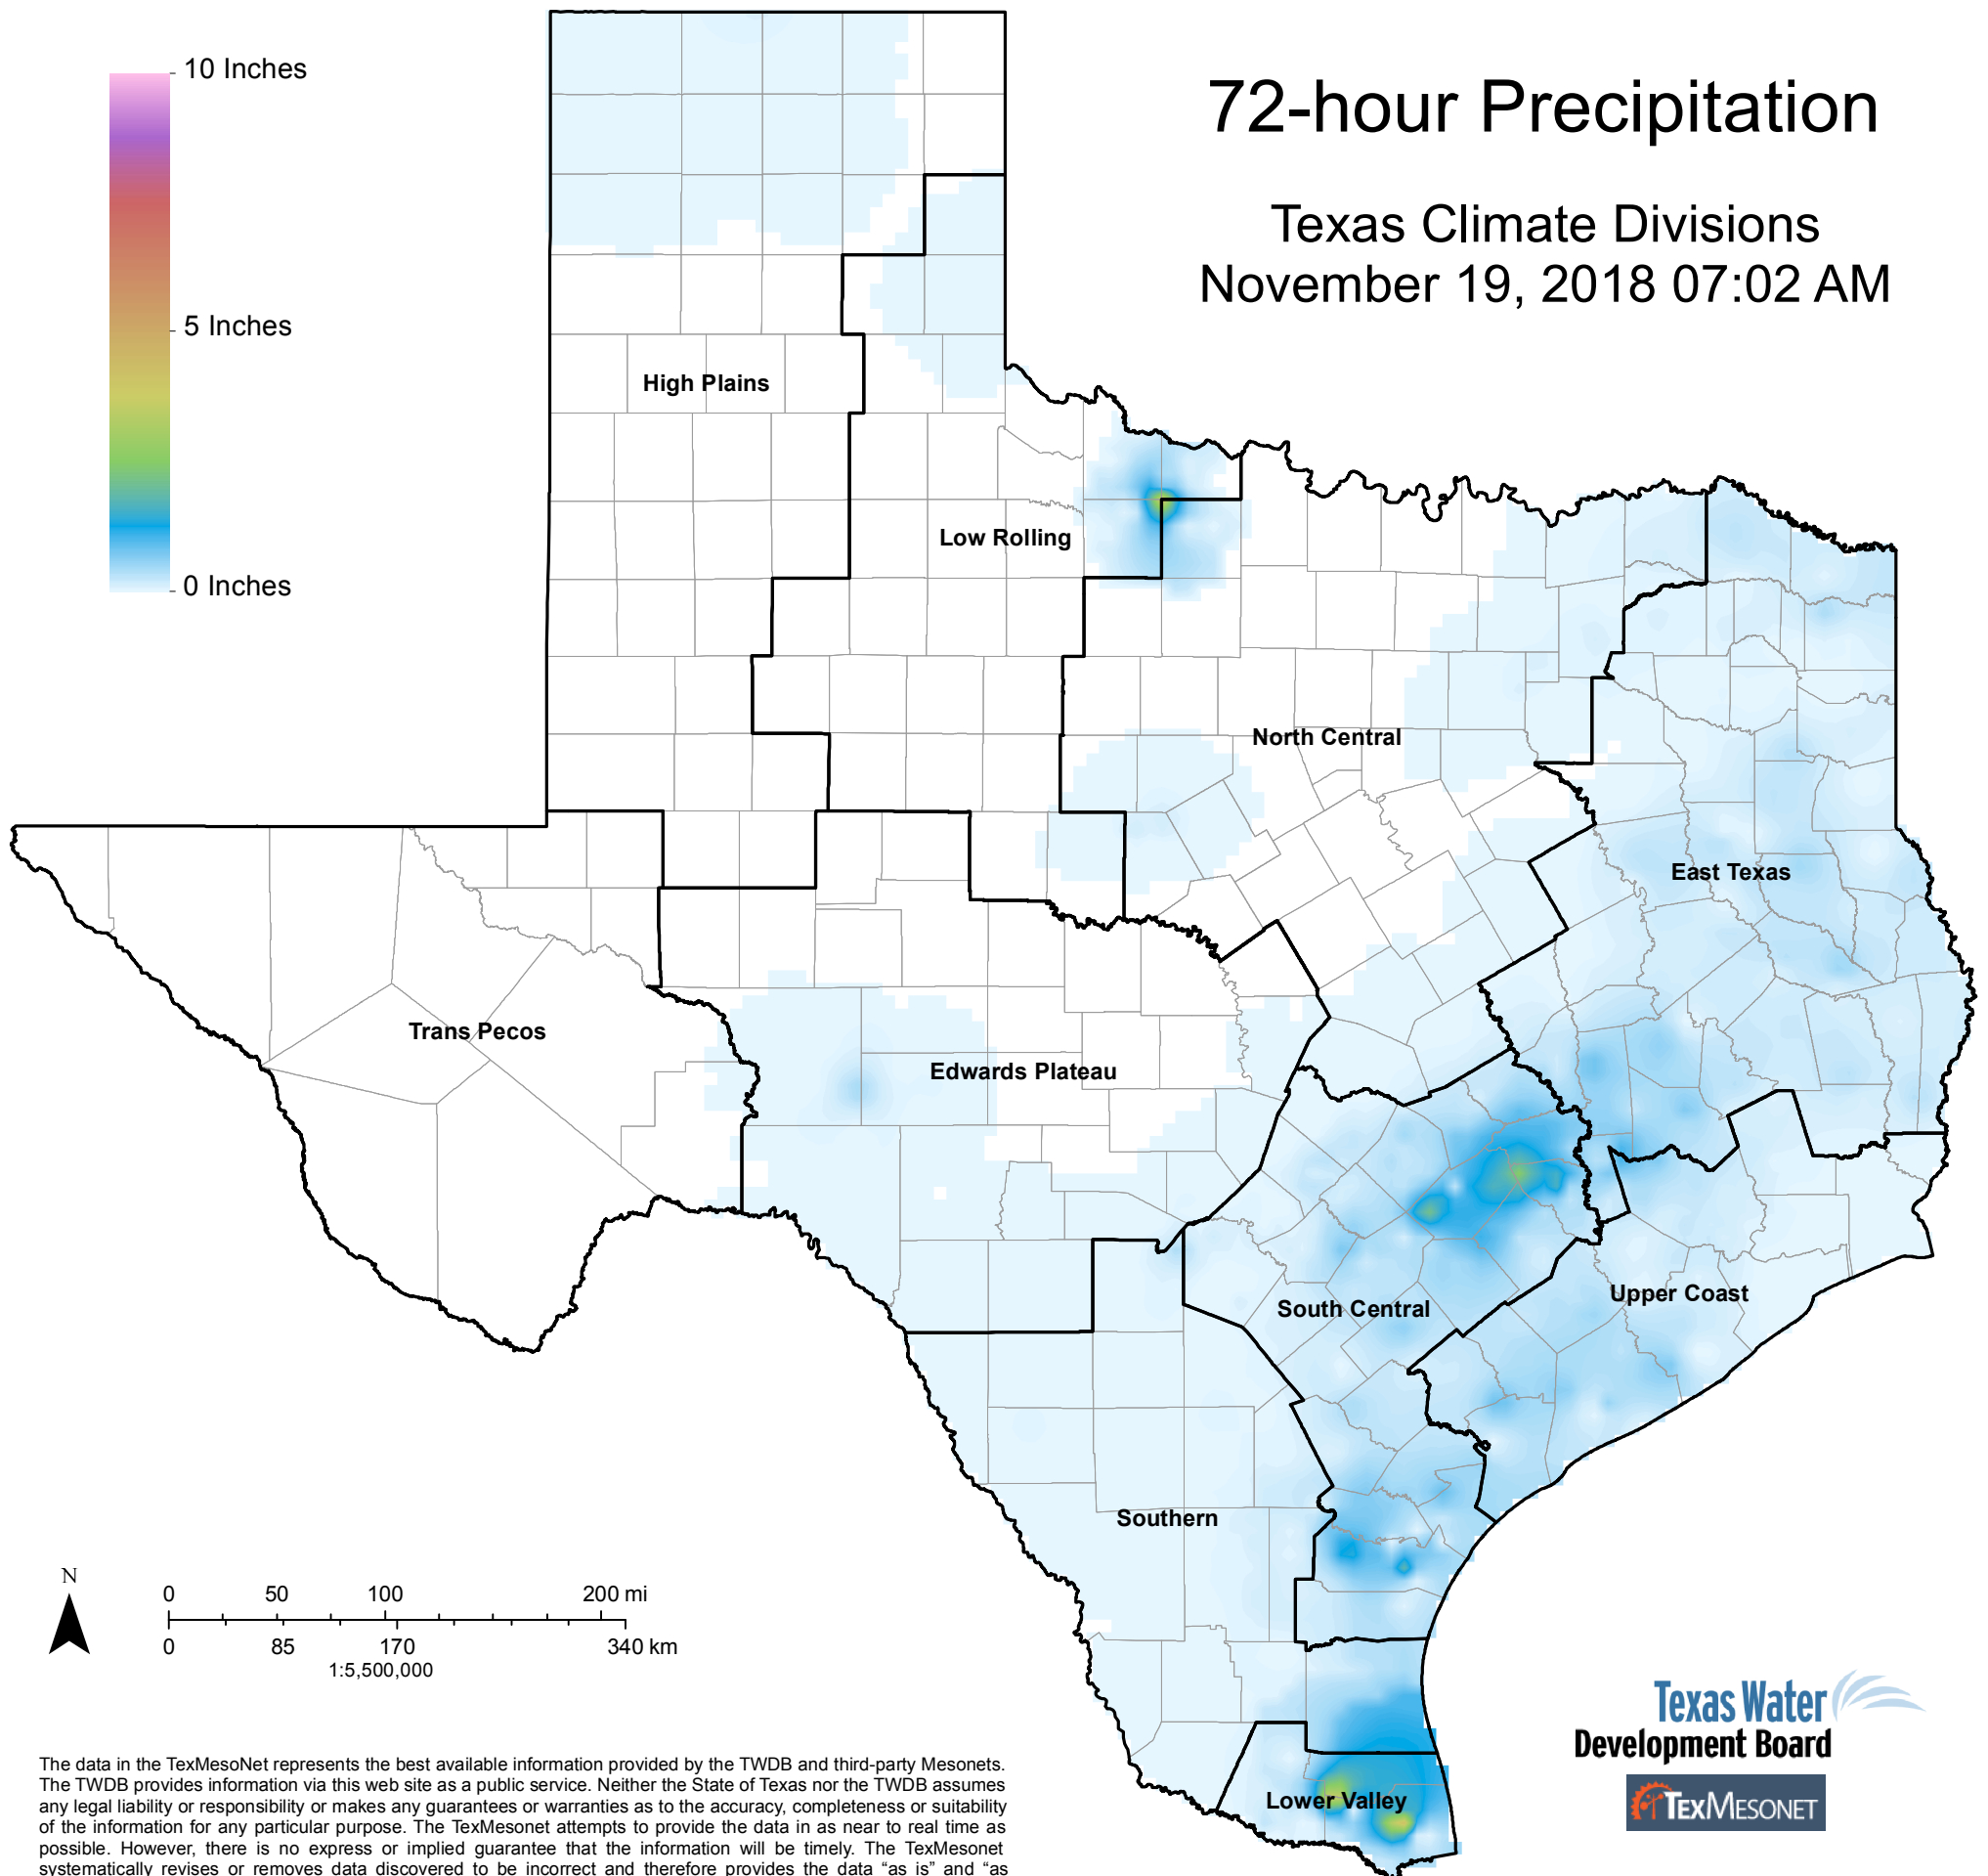 10 Inches
5 Inches
0 Inches
72-hour Precipitation
Texas Climate Divisions
November 19, 2018 07:02 AM
High Plains
Low Rolling
North Central
East Texas
Trans Pecos
Edwards Plateau
South Central
Upper Coast
Southern
Lower Valley
N
0 50 100 200 mi
0 85 170 340 km
1:5,500,000
The data in the TexMesoNet represents the best available information provided by the TWDB and third-party Mesonets.
The TWDB provides information via this web site as a public service. Neither the State of Texas nor the TWDB assumes
any legal liability or responsibility or makes any guarantees or warranties as to the accuracy, completeness or suitability
of the information for any particular purpose. The TexMesonet attempts to provide the data in as near to real time as
possible. However, there is no express or implied guarantee that the information will be timely. The TexMesonet
systematically revises or removes data discovered to be incorrect and therefore provides the data “as is” and “as
Texas Water
Development Board
TEXMESONET